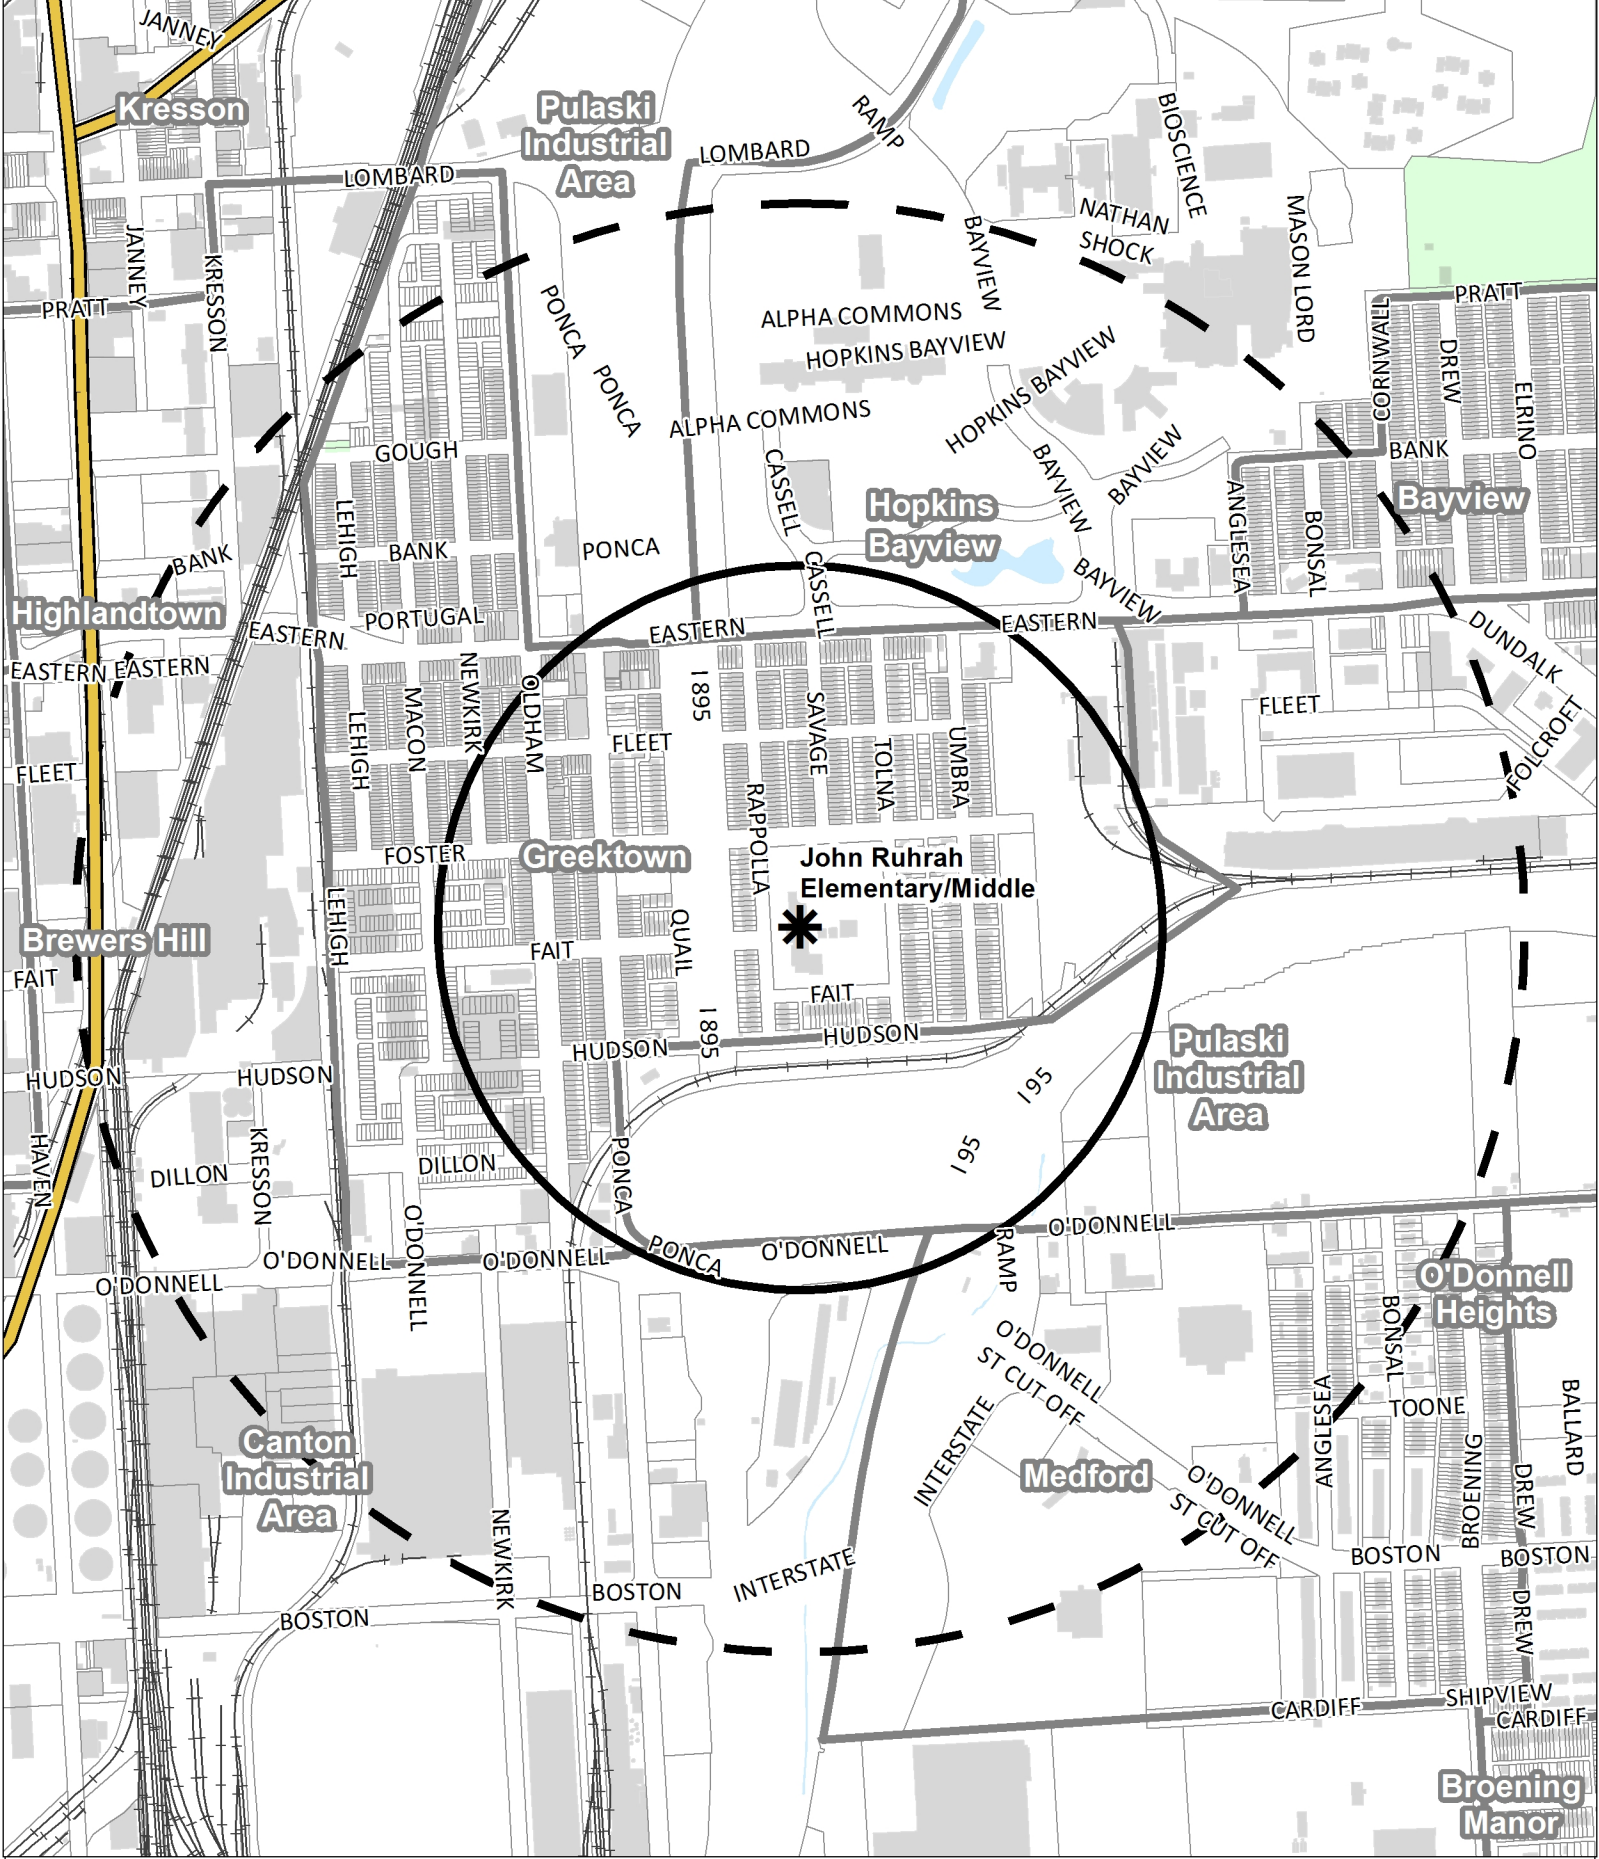 JANNEY
Kresson
Pulaski
Industrial
Area
RAMP
BIOSCIENCE
LOMBARD
LOMBARD
NATHAN
SHOCK
MASON LORD
BAYVIEW
JANNEY
KRESSON
PRATT
PONCA
ALPHA COMMONS
HOPKINS BAYVIEW
PRATT
CORNWALL
DREW
ELRINO
PONCA
HOPKINS BAYVIEW
ALPHA COMMONS
GOUGH
BANK
CASSELL
BAYVIEW
BAYVIEW
Bayview
Hopkins
Bayview
LEHIGH
BANK
BANK
PONCA
ANGLESEA
BONSAL
CASSELL
BAYVIEW
Highlandtown
PORTUGAL
EASTERN
EASTERN
EASTERN
DUNDALK
EASTERN
EASTERN
NEWKIRK
OLDHAM
I 895
MACON
LEHIGH
SAVAGE
FLEET
FOLCROFT
FLEET
TOLNA
UMBRA
FLEET
RAPPOLLA
FOSTER
Greektown
John Ruhrah
Elementary/Middle
LEHIGH
QUAIL
Brewers Hill
FAIT
FAIT
FAIT
I 895
HUDSON
HUDSON
Pulaski
Industrial
Area
HUDSON
HUDSON
I 95
HAVEN
KRESSON
DILLON
DILLON
PONCA
I 95
O'DONNELL
O'DONNELL
O'DONNELL
O'DONNELL
PONCA
O'DONNELL
RAMP
O'DONNELL
O'DONNELL
Heights
BONSAL
O'DONNELL
ST CUT OFF
ANGLESEA
TOONE
BALLARD
INTERSTATE
Canton
Industrial
Area
Medford
O'DONNELL
ST CUT OFF
BROENING
DREW
NEWKIRK
BOSTON
BOSTON
INTERSTATE
BOSTON
BOSTON
DREW
SHIPVIEW
CARDIFF
CARDIFF
Broening
Manor